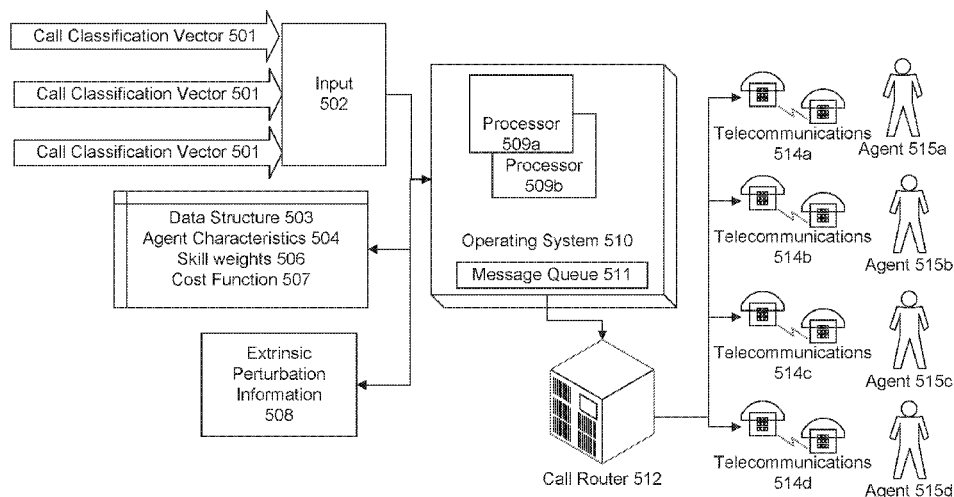 Call Classification Vector 501
Call Classification Vector 501
Call Classification Vector 501
Input
502
Data Structure 503
Agent Characteristics 504
Skill weights 506
Cost Function 507
Extrinsic
Perturbation
Information
508
Processor
509a
Processor
509b
Operating System 510
Message Queue 511
Call Router 512
Telecommunications
514a
Agent 515a
Telecommunications
514b
Agent 515b
Telecommunications
514c
Agent 515c
Telecommunications
514d
Agent 515d